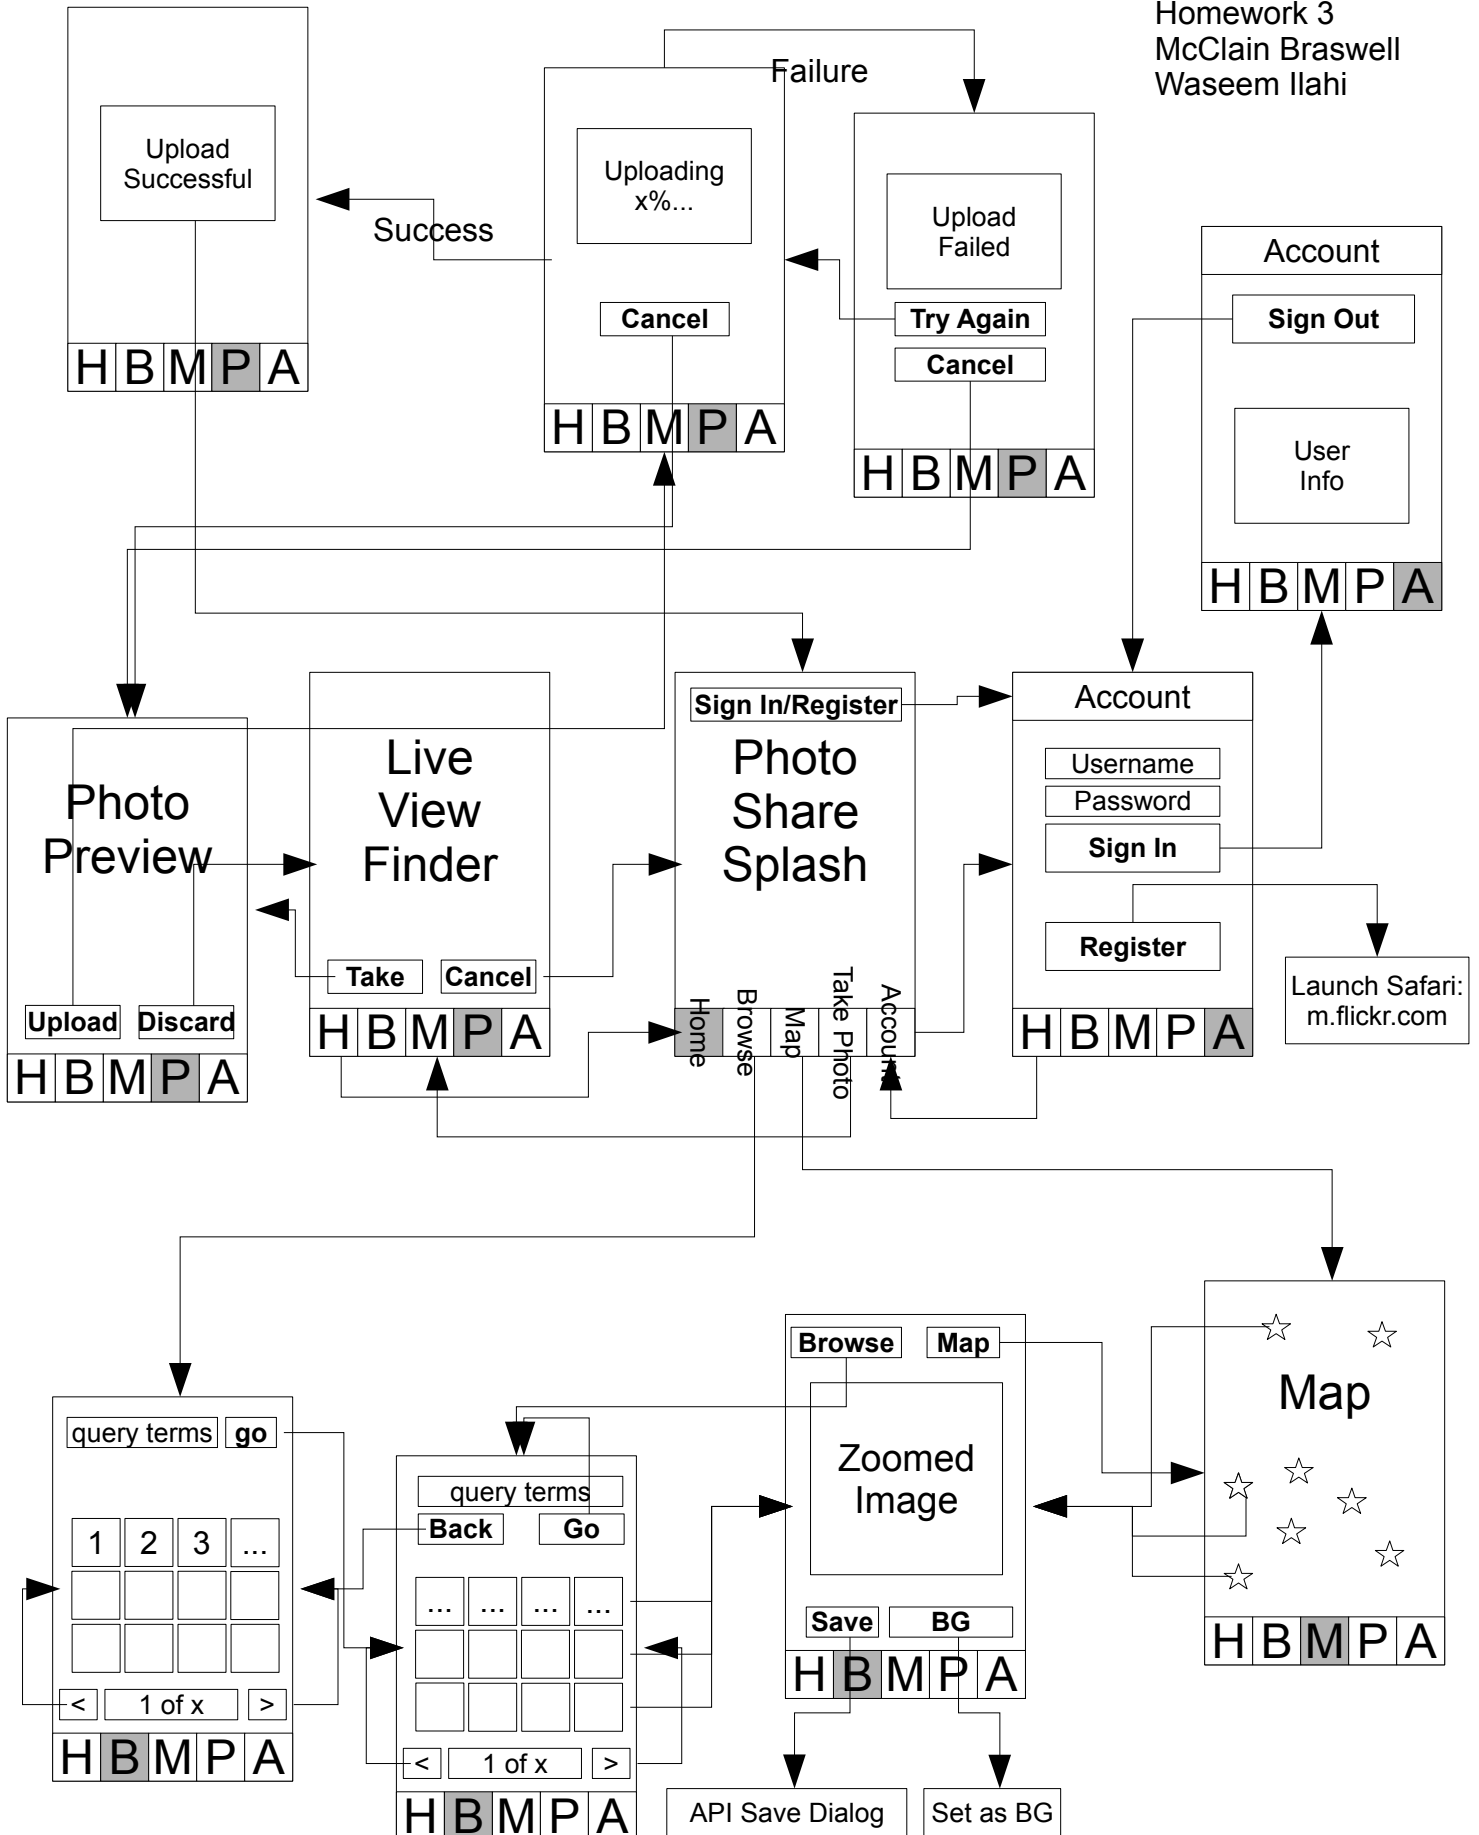 Homework 3
McClain Braswell
Waseem Ilahi
Upload
Successful
H B M P A
Success
Failure
Uploading
x%...
Cancel
H B M P A
Upload
Failed
Try Again
Cancel
H B M P A
Account
Sign Out
User
Info
H B M P A
Photo
Preview
Upload Discard
H B M P A
Live
View
Finder
Take Cancel
H B M P A
Sign In/Register
Photo
Share
Splash
Home
Browse
Map
Take Photo
Account
Account
Username
Password
Sign In
Register
H B M P A
Launch Safari:
m.flickr.com
query terms go
1 2 3 ...
< 1 of x >
H B M P A
query terms
Back Go
... ... ... ...
< 1 of x >
H B M P A
Browse Map
Zoomed
Image
Save BG
H B M P A
API Save Dialog
Set as BG
Map
H B M P A